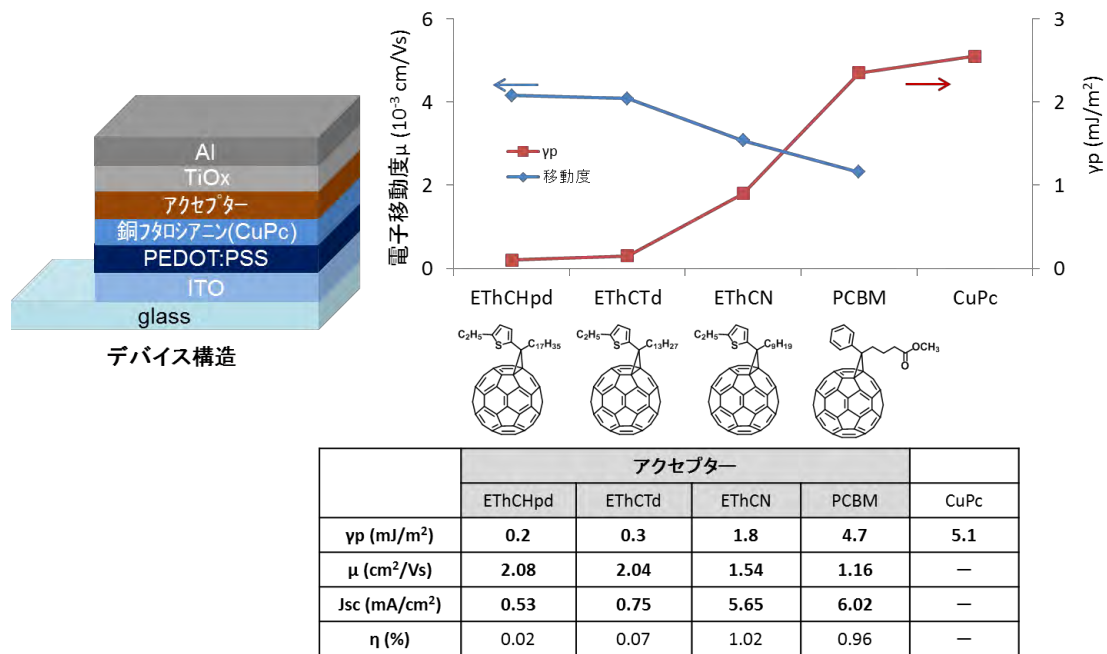 Al
TiOx
アクセプター
銅フタロシアニン(CuPc)
PEDOT:PSS
ITO
glass
デバイス構造
電子移動度μ (10⁻³ cm/Vs)
6
4
2
0
γp
移動度
3
2
1
0
γp (mJ/m²)
EThCHpd EThCTd EThCN PCBM CuPc
C₂H₅ S C₁₇H₃₅
C₂H₅ S C₁₃H₂₇
C₂H₅ S C₉H₁₉
OCH₃
O
アクセプター
EThCHpd EThCTd EThCN PCBM CuPc
γp (mJ/m²) 0.2 0.3 1.8 4.7 5.1
μ (cm²/Vs) 2.08 2.04 1.54 1.16 —
Jsc (mA/cm²) 0.53 0.75 5.65 6.02 —
η (%) 0.02 0.07 1.02 0.96 —